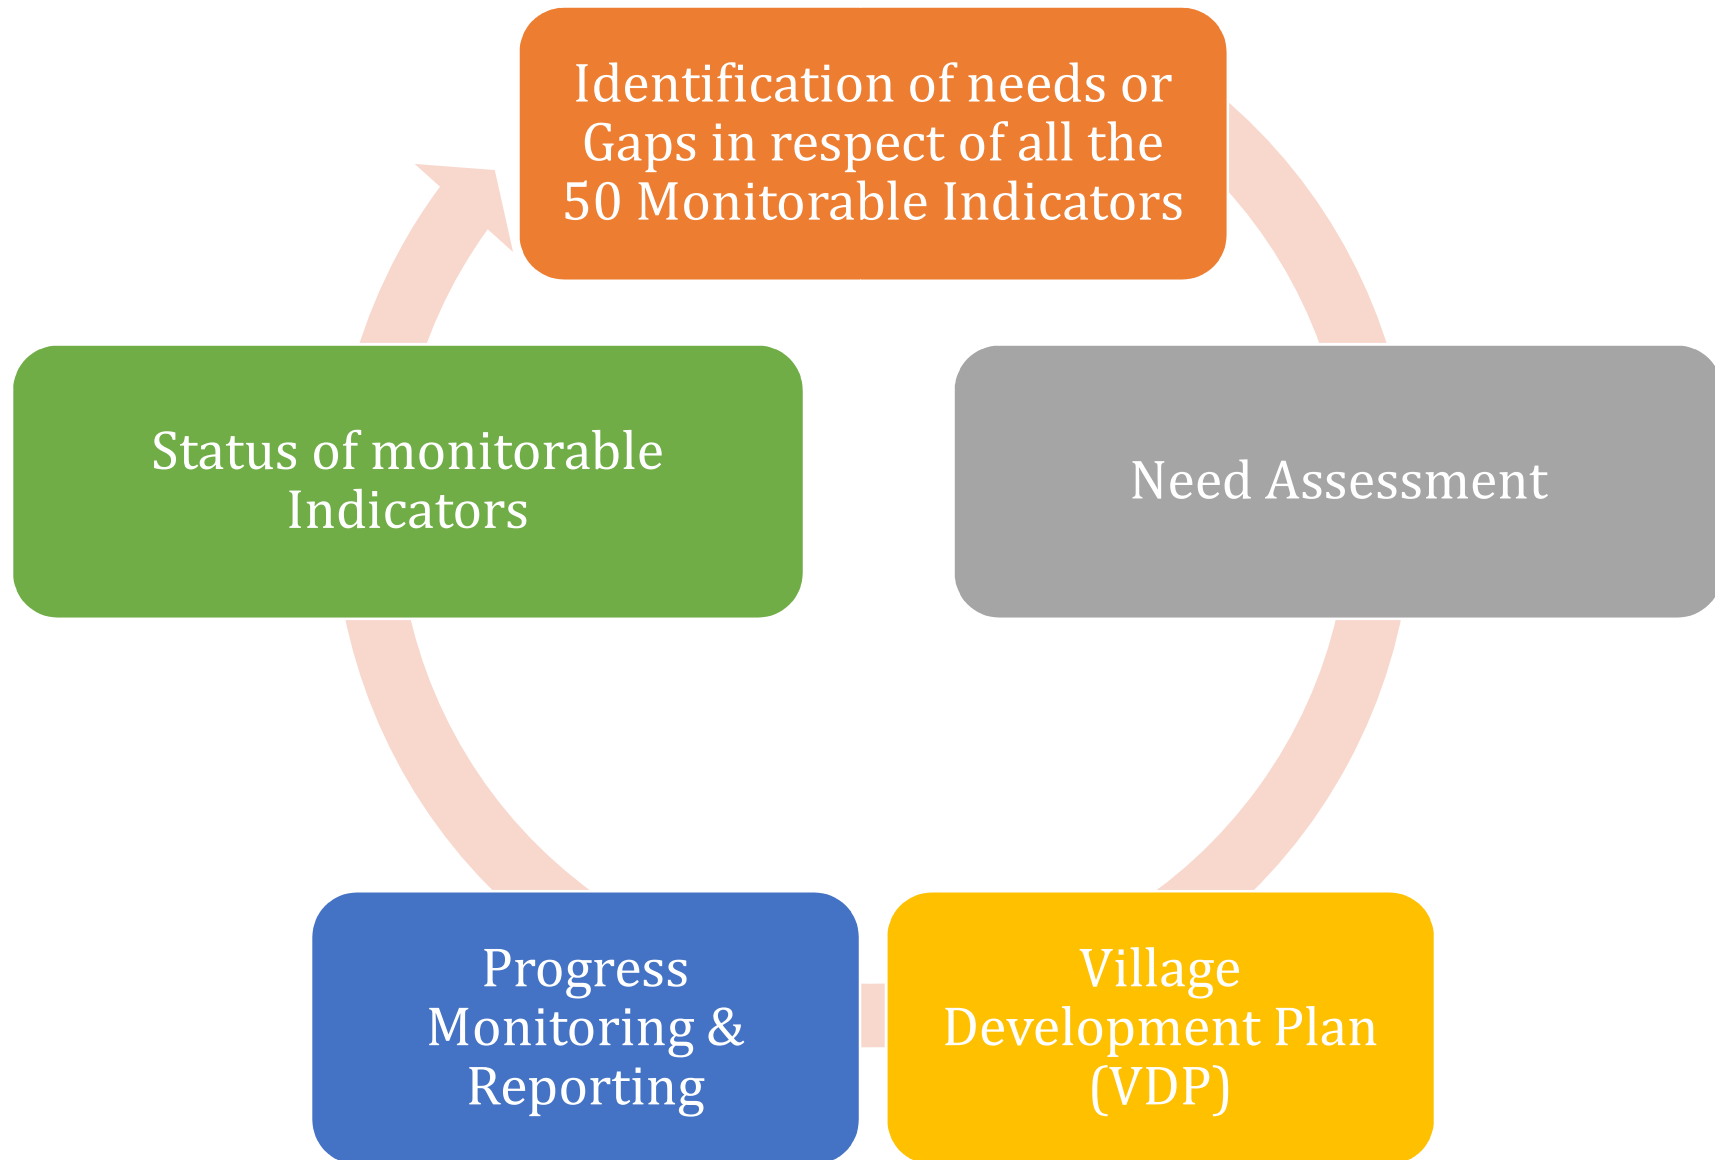 Identification of needs or
Gaps in respect of all the
50 Monitorable Indicators
Need Assessment
Village
Development Plan
(VDP)
Progress
Monitoring &
Reporting
Status of monitorable
Indicators